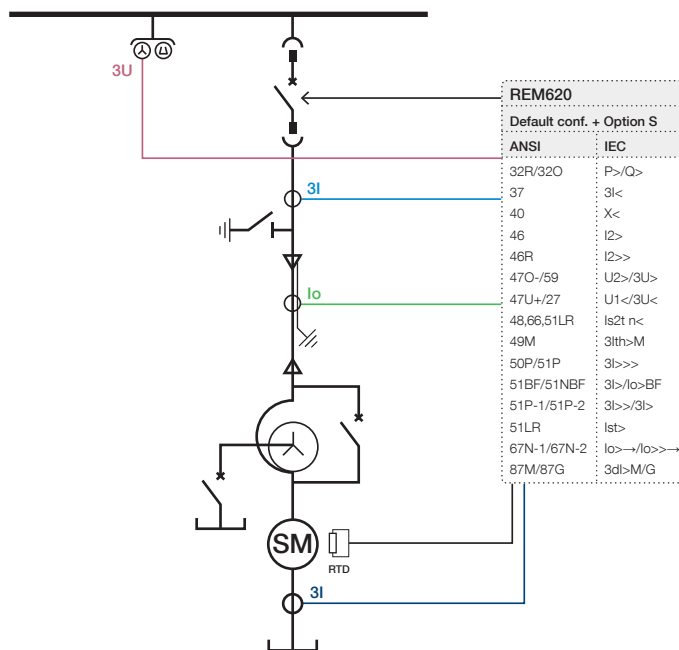 3U
REM620
Default conf. + Option S
ANSI IEC
32R/32O P>/Q>
37 3I<
40 X<
46 I2>
46R I2>>
47O-/59 U2>/3U>
47U+/27 U1</3U<
48,66,51LR Is2t n<
49M 3Ith>M
50P/51P 3I>>>
51BF/51NBF 3I>/Io>BF
51P-1/51P-2 3I>>/3I>
51LR Ist>
67N-1/67N-2 Io>→/Io>>→
87M/87G 3dI>M/G
3I
Io
SM
RTD
3I